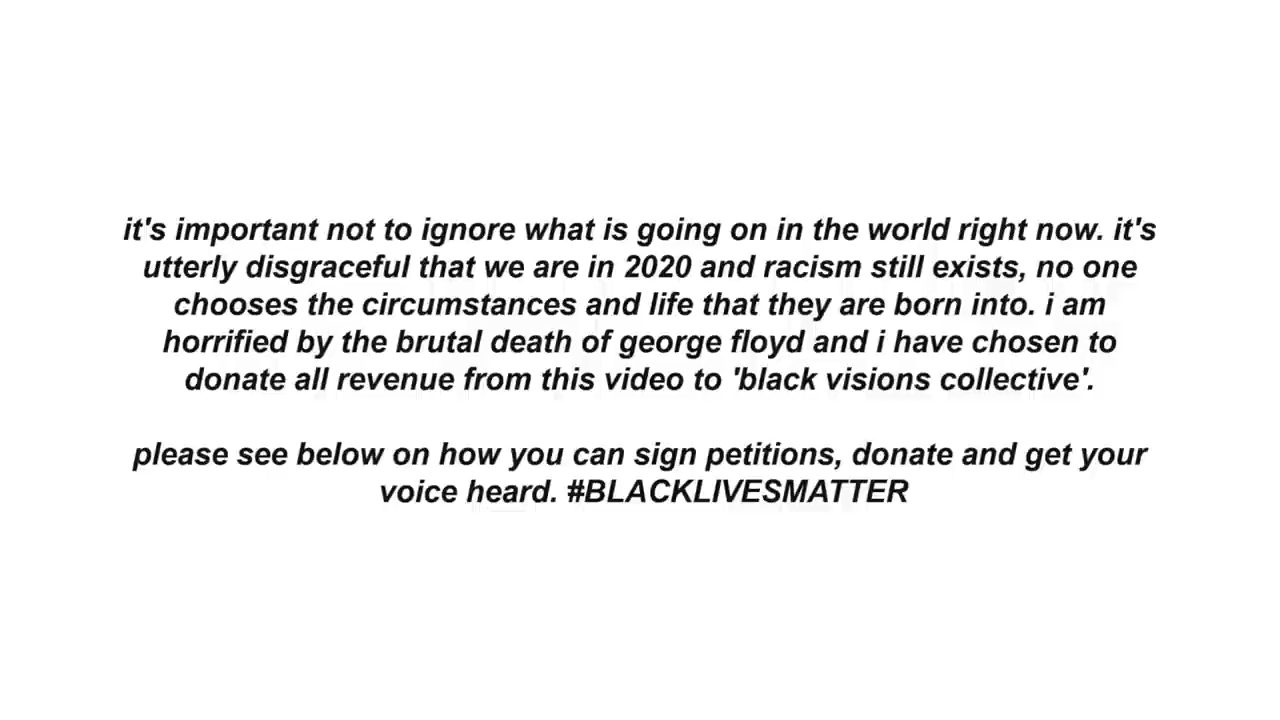 it's important not to ignore what is going on in the world right now. it's
utterly disgraceful that we are in 2020 and racism still exists, no one
chooses the circumstances and life that they are born into. i am
horrified by the brutal death of george floyd and i have chosen to
donate all revenue from this video to 'black visions collective'.
please see below on how you can sign petitions, donate and get your
voice heard. #BLACKLIVESMATTER